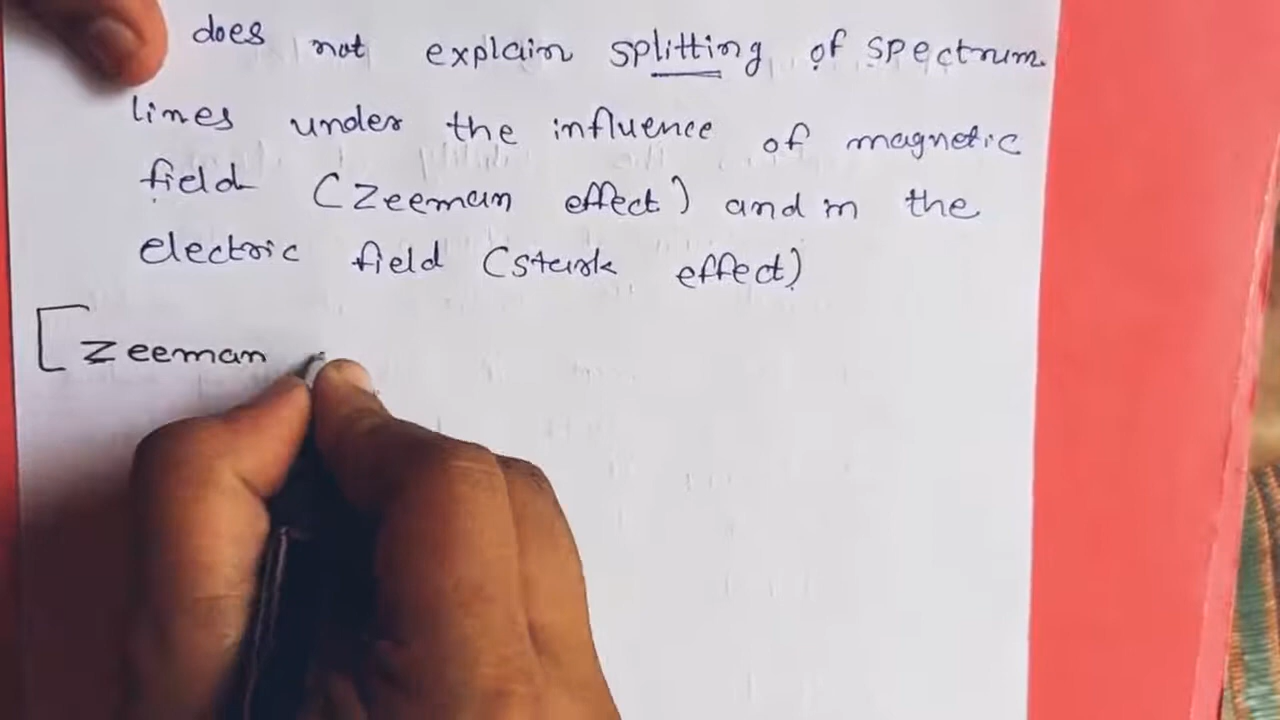 does not explain splitting of spectrum
lines under the influence of magnetic
field (Zeeman effect) and in the
electric field (stark effect)
[Zeeman